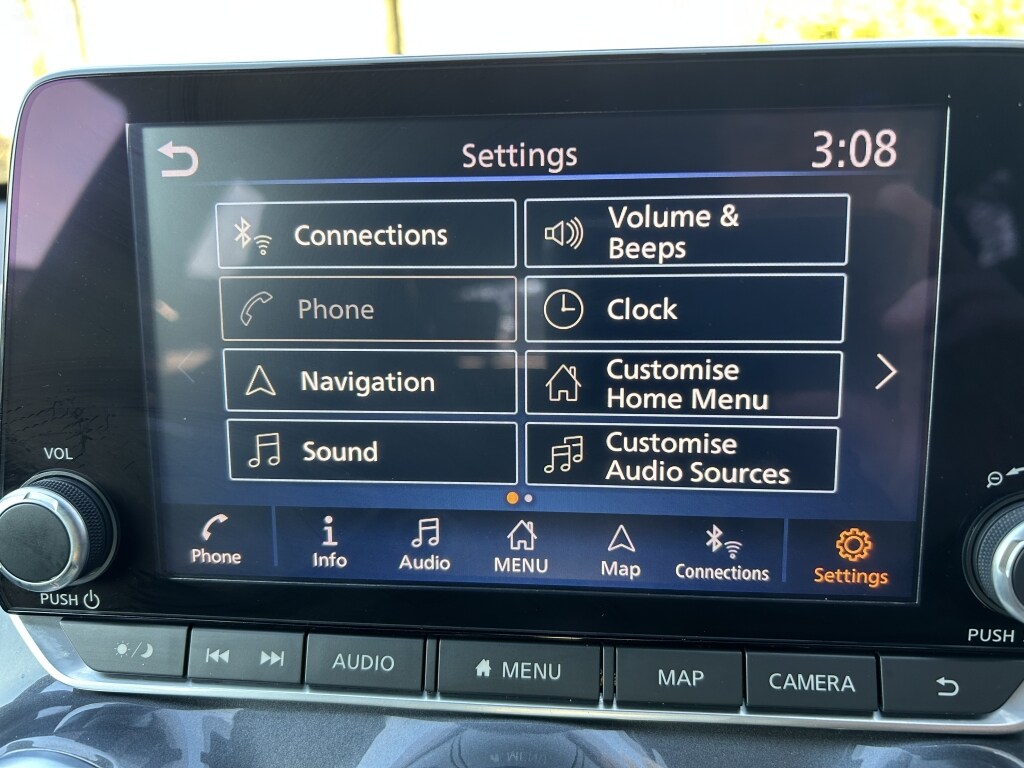 Settings
3:08
Connections
Volume &
Beeps
Phone
Clock
Navigation
Customise
Home Menu
Sound
Customise
Audio Sources
VOL
PUSH
Phone
Info
Audio
MENU
Map
Connections
Settings
PUSH
AUDIO
MENU
MAP
CAMERA